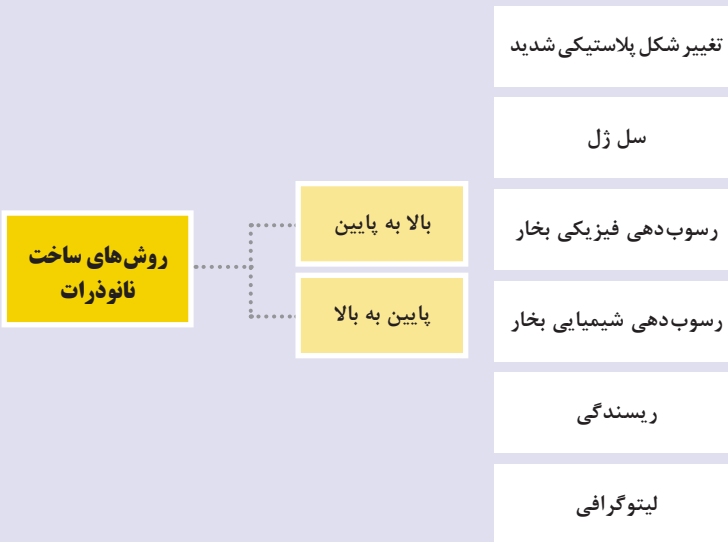 تغییر شکل پلاستیکی شدید
سل ژل
رسوب‌دهی فیزیکی بخار
رسوب‌دهی شیمیایی بخار
ریسندگی
لیتوگرافی
بالا به پایین
پایین به بالا
روش‌های ساخت
نانوذرات